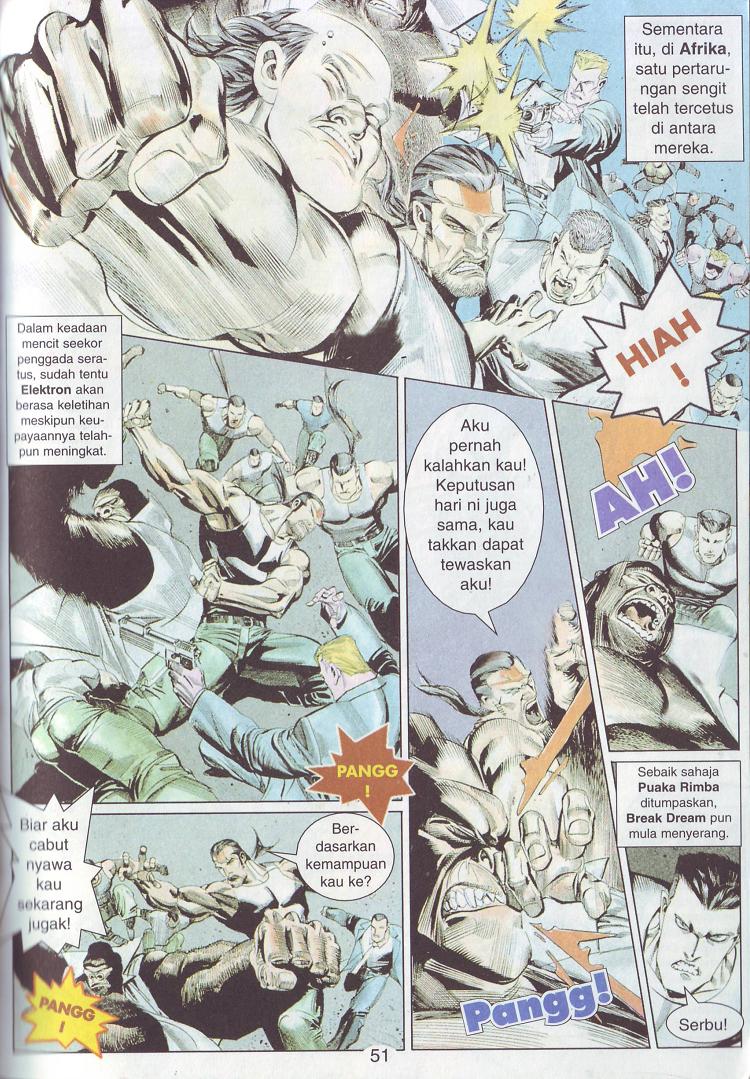 Sementara
itu, di Afrika,
satu pertaru-
ngan sengit
telah tercetus
di antara
mereka.
HIAH
!
Dalam keadaan
mencit seekor
penggada sera-
tus, sudah tentu
Elektron akan
berasa keletihan
meskipun keu-
payaannya telah-
pun meningkat.
PANGG
!
Aku
pernah
kalahkan kau!
Keputusan
hari ni juga
sama, kau
takkan dapat
tewaskan
aku!
Pangg!
AH!
Biar aku
cabut
nyawa
kau
sekarang
jugak!
Ber-
dasarkan
kemampuan
kau ke?
PANGG
!
Sebaik sahaja
Puaka Rimba
ditumpaskan,
Break Dream pun
mula menyerang.
Serbu!
51